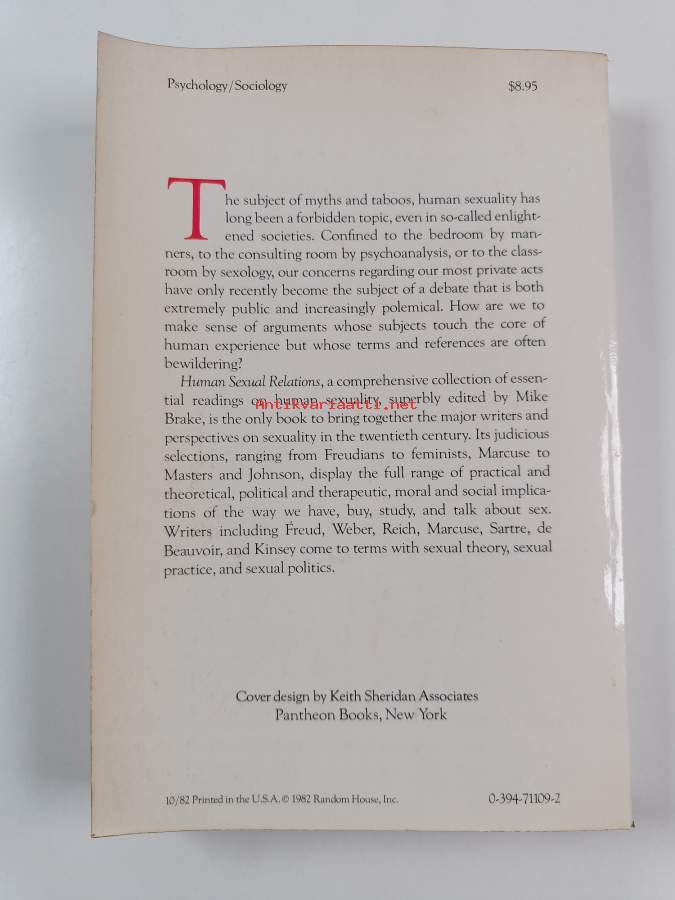 Psychology/Sociology $8.95
The subject of myths and taboos, human sexuality has
long been a forbidden topic, even in so-called enlight-
ened societies. Confined to the bedroom by man-
ners, to the consulting room by psychoanalysis, or to the class-
room by sexology, our concerns regarding our most private acts
have only recently become the subject of a debate that is both
extremely public and increasingly polemical. How are we to
make sense of arguments whose subjects touch the core of
human experience but whose terms and references are often
bewildering?
Human Sexual Relations, a comprehensive collection of essen-
tial readings on human sexuality, superbly edited by Mike
Antikvariaatti.net
Brake, is the only book to bring together the major writers and
perspectives on sexuality in the twentieth century. Its judicious
selections, ranging from Freudians to feminists, Marcuse to
Masters and Johnson, display the full range of practical and
theoretical, political and therapeutic, moral and social implica-
tions of the way we have, buy, study, and talk about sex.
Writers including Freud, Weber, Reich, Marcuse, Sartre, de
Beauvoir, and Kinsey come to terms with sexual theory, sexual
practice, and sexual politics.
Cover design by Keith Sheridan Associates
Pantheon Books, New York
10/82 Printed in the U.S.A. © 1982 Random House, Inc. 0-394-71109-2